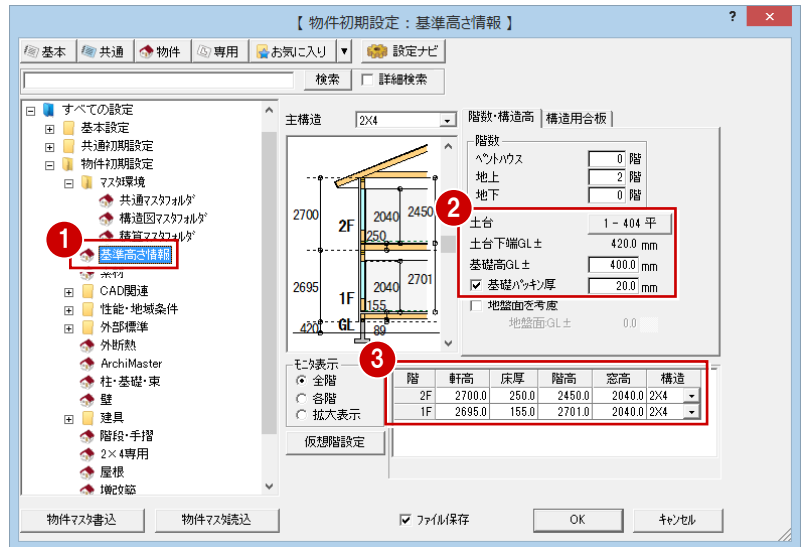 【 物件初期設定：基準高さ情報 】
? ×
基本 共通 物件 専用 お気に入り ▼ 設定ナビ
検索 詳細検索
すべての設定
基本設定
共通初期設定
物件初期設定
マスタ環境
共通マスタフォルダ
構造図マスタフォルダ
積算マスタフォルダ
1
基準高さ情報
素材
CAD関連
性能・地域条件
外部標準
外断熱
ArchiMaster
柱・基礎・束
壁
建具
階段・手摺
2×4専用
屋根
増改築
主構造 2X4
2700 2F 2040 2450
250
2695 1F 2040 2701
155
420 GL 89
階数・構造高 構造用合板
階数
ペントハウス 0 階
地上 2 階
地下 0 階
2
土台 1 - 404 平
土台下端GL± 420.0 mm
基礎高GL± 400.0 mm
基礎パッキン厚 20.0 mm
地盤面を考慮
地盤面GL± 0.0
モニタ表示
全階
各階
拡大表示
仮想階設定
3
階 軒高 床厚 階高 窓高 構造
2F 2700.0 250.0 2450.0 2040.0 2X4
1F 2695.0 155.0 2701.0 2040.0 2X4
物件マスタ書込 物件マスタ読込 ファイル保存 OK キャンセル